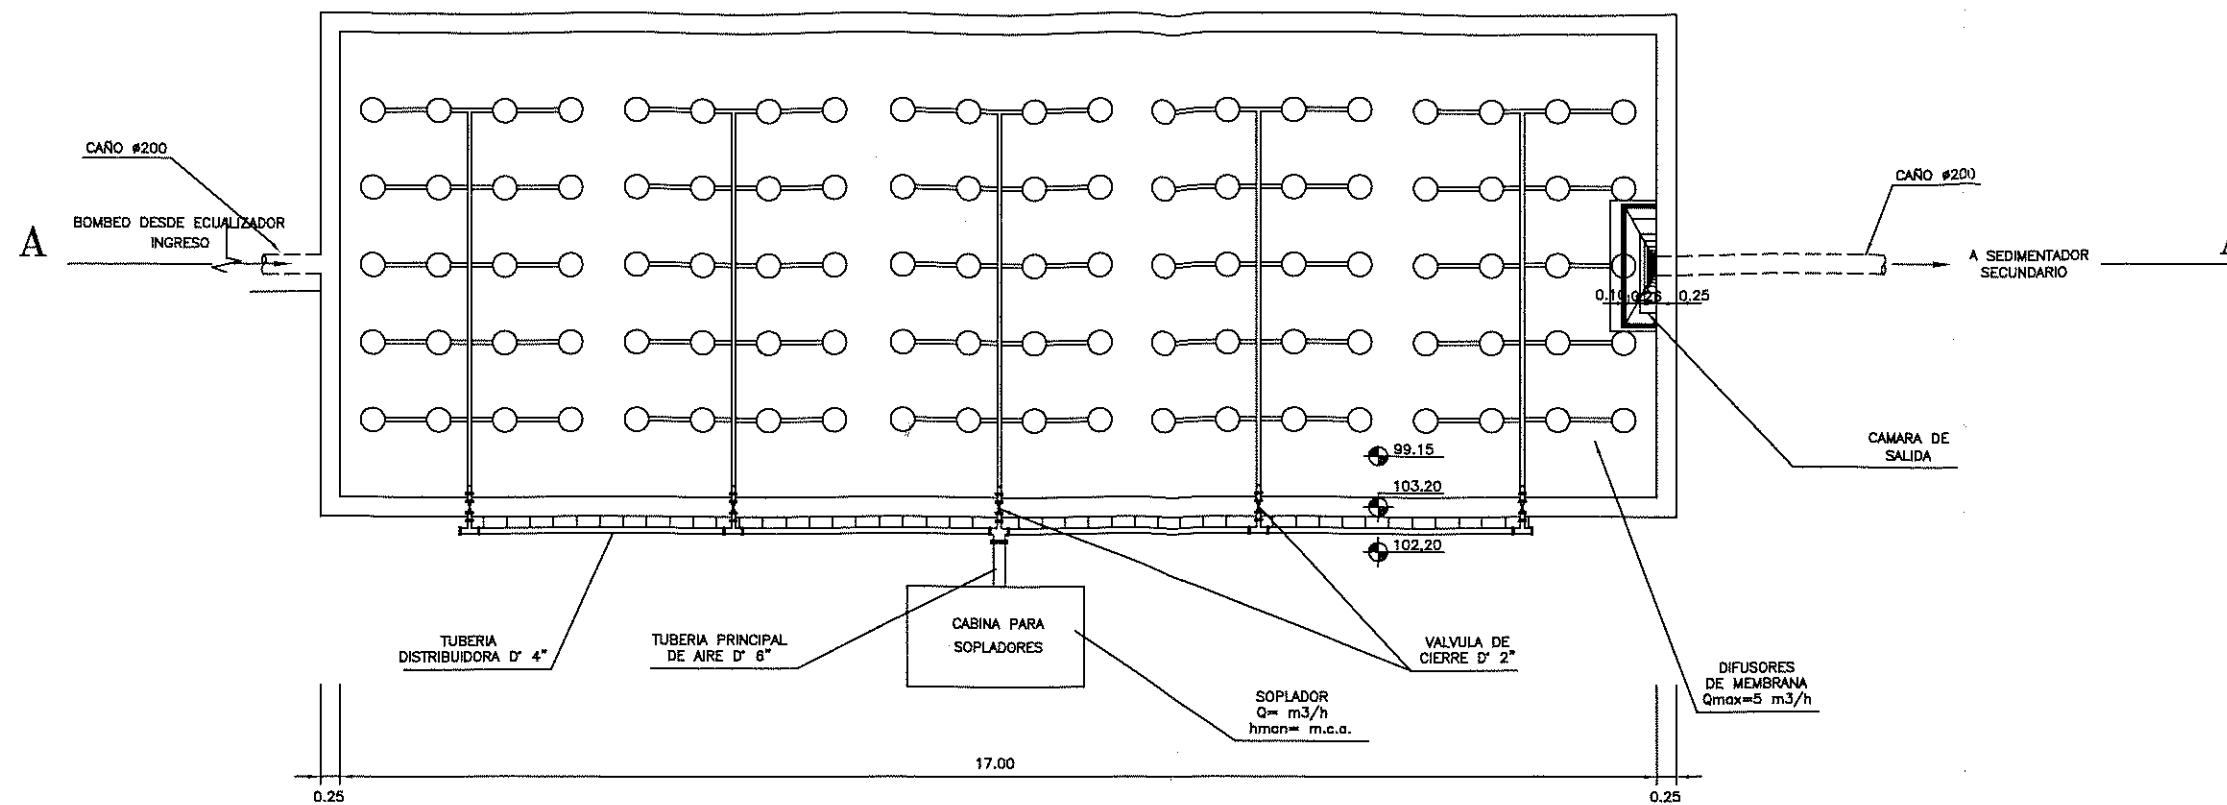 CAÑO ø200
BOMBEO DESDE ECUALIZADOR
INGRESO
A
CAÑO ø200
A SEDIMENTADOR
SECUNDARIO
0.10
0.26
0.25
CAMARA DE
SALIDA
99.15
103.20
102.20
TUBERIA
DISTRIBUIDORA D' 4"
TUBERIA PRINCIPAL
DE AIRE D' 6"
CABINA PARA
SOPLADORES
VALVULA DE
CIERRE D' 2"
SOPLADOR
Q= m3/h
hman= m.c.a.
DIFUSORES
DE MEMBRANA
Qmax=5 m3/h
17.00
0.25
0.25